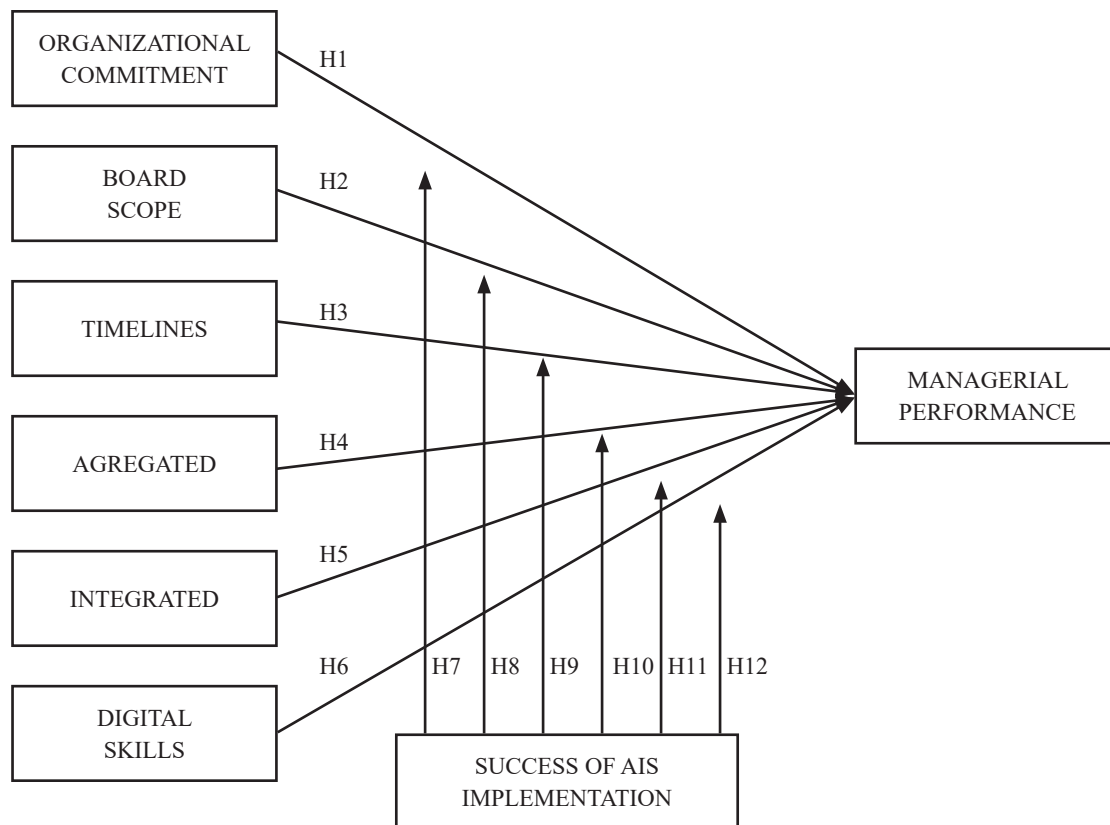 ORGANIZATIONAL
COMMITMENT
H1
BOARD
SCOPE
H2
TIMELINES
H3
MANAGERIAL
PERFORMANCE
AGREGATED
H4
INTEGRATED
H5
DIGITAL
SKILLS
H6
H7
H8
H9
H10
H11
H12
SUCCESS OF AIS
IMPLEMENTATION